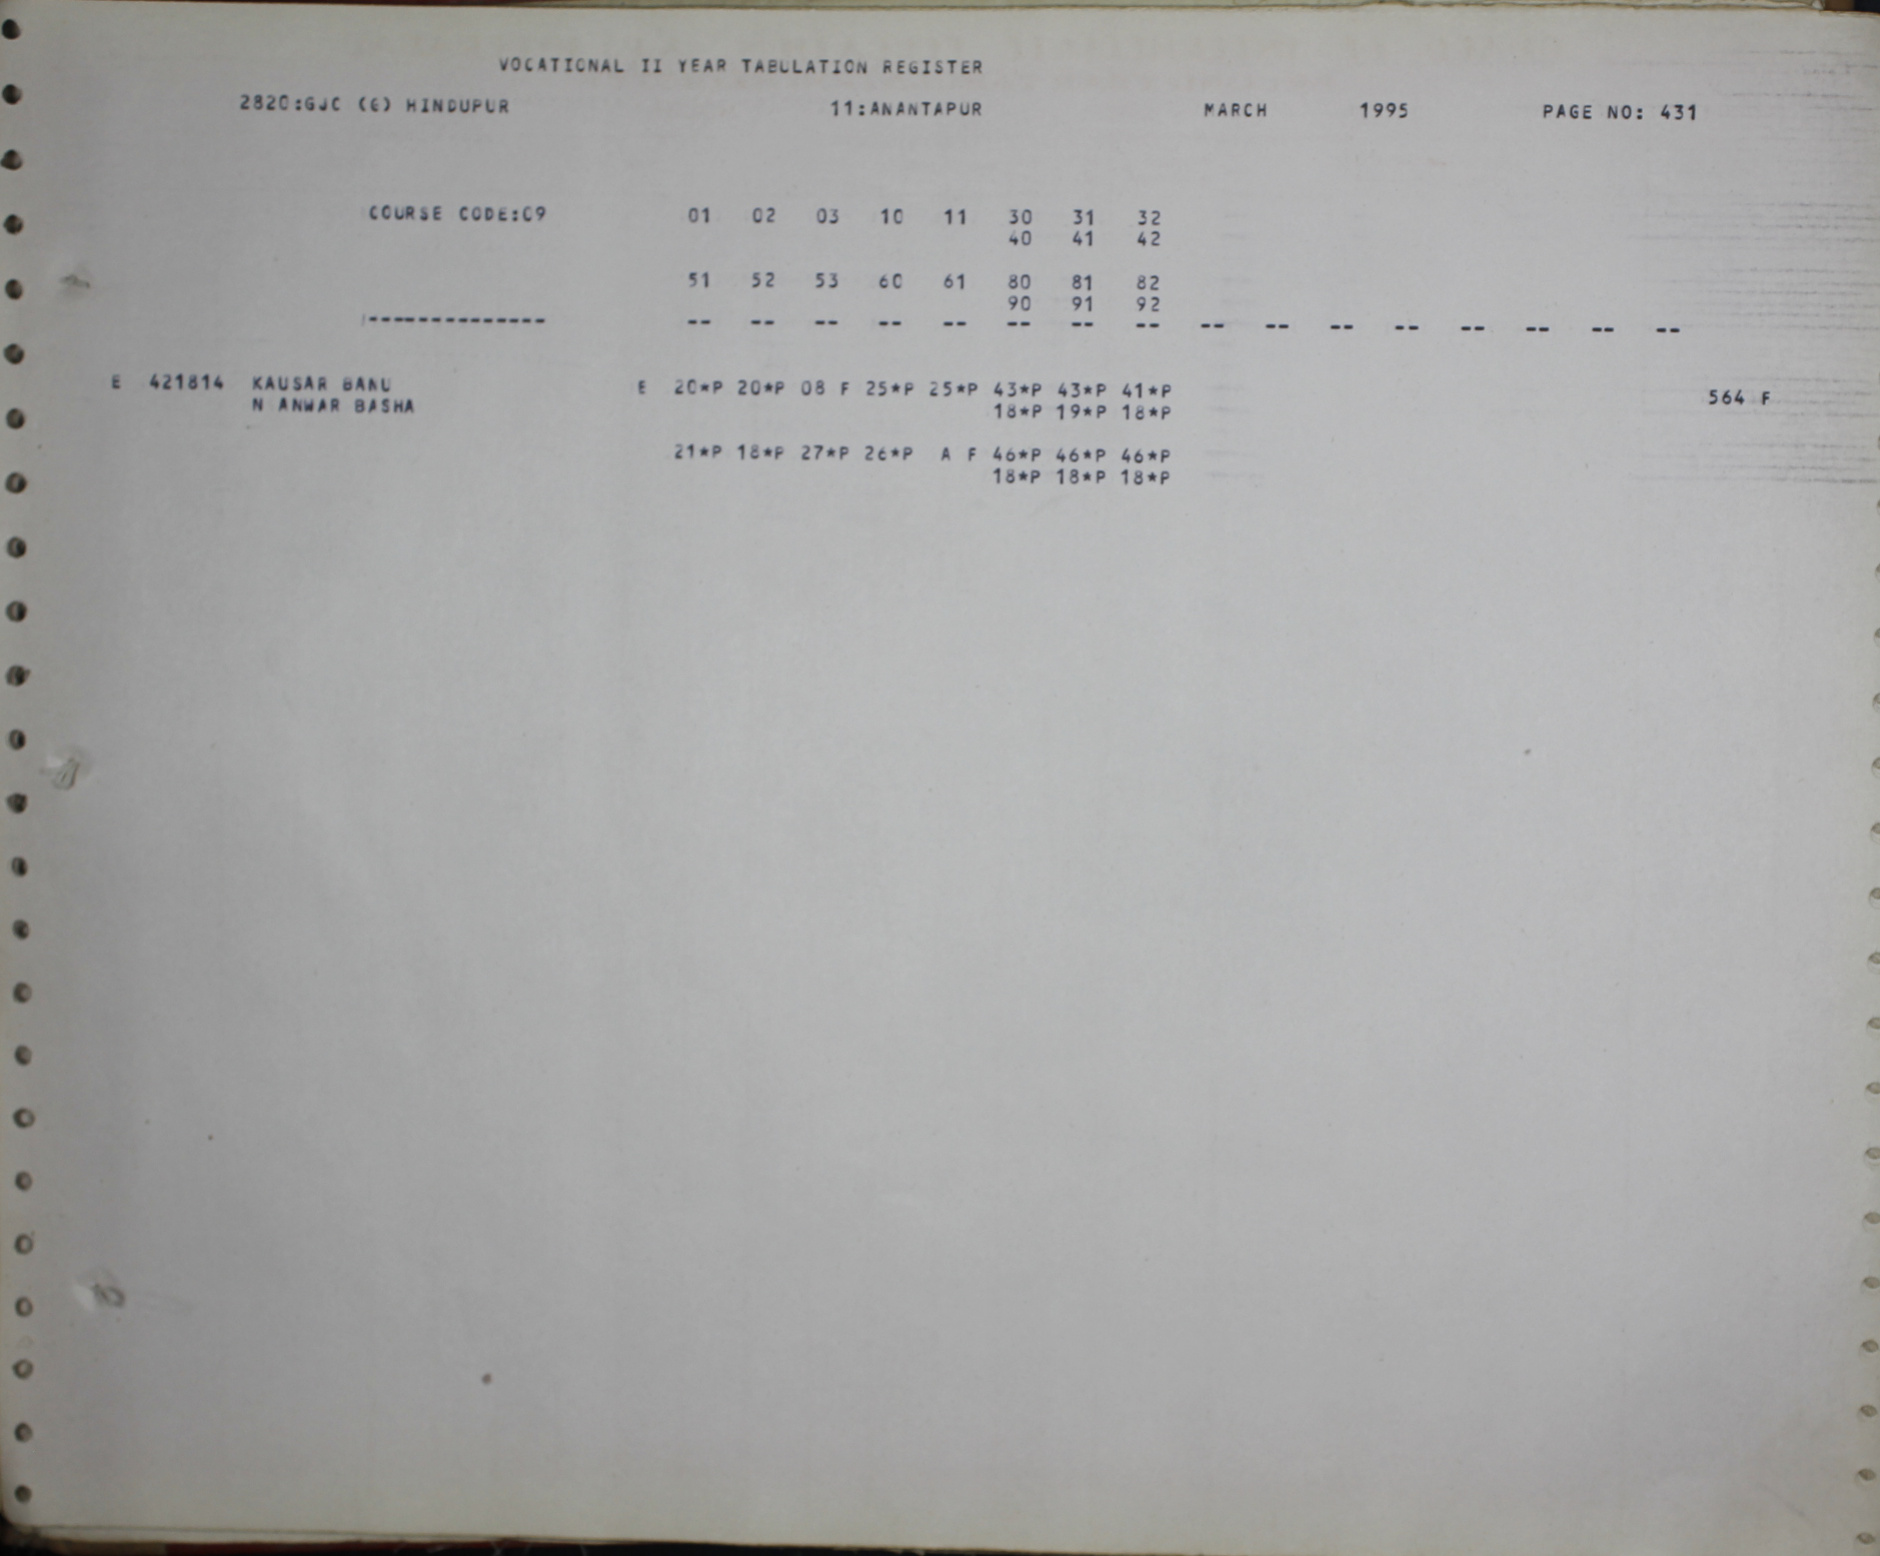 VOCATIONAL II YEAR TABULATION REGISTER
2820:GJC (G) HINDUPUR 11:ANANTAPUR MARCH 1995 PAGE NO: 431
COURSE CODE:09 01 02 03 10 11 30 31 32
40 41 42
51 52 53 60 61 80 81 82
90 91 92
-------------- -- -- -- -- -- -- -- -- -- -- -- -- -- -- -- --
E 421814 KAUSAR BANU E 20*P 20*P 08 F 25*P 25*P 43*P 43*P 41*P
N ANWAR BASHA 18*P 19*P 18*P 564 F
21*P 18*P 27*P 26*P A F 46*P 46*P 46*P
18*P 18*P 18*P